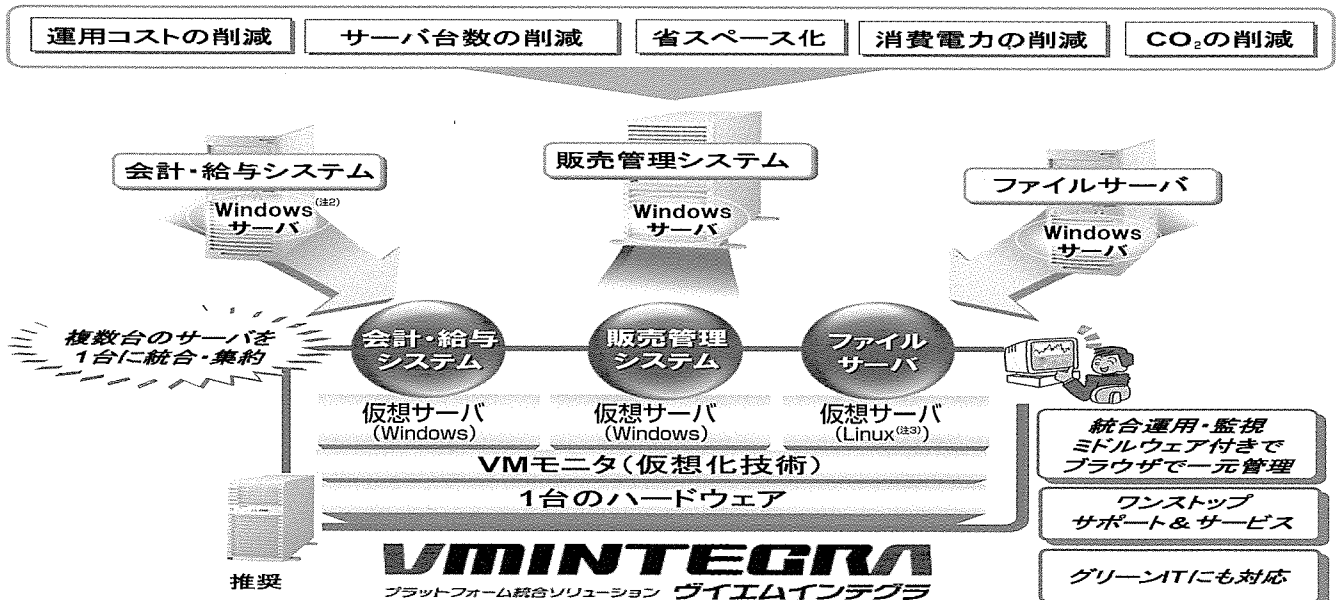 運用コストの削減
サーバ台数の削減
省スペース化
消費電力の削減
CO₂の削減
会計・給与システム
Windows(注2)
サーバ
販売管理システム
Windows
サーバ
ファイルサーバ
Windows
サーバ
複数台のサーバを
1台に統合・集約
会計・給与
システム
販売管理
システム
ファイル
サーバ
仮想サーバ
(Windows)
仮想サーバ
(Windows)
仮想サーバ
(Linux(注3))
VMモニタ(仮想化技術)
1台のハードウェア
統合運用・監視
ミドルウェア付きで
ブラウザで一元管理
ワンストップ
サポート&サービス
グリーンITにも対応
推奨
VMINTEGRA
プラットフォーム統合ソリューション ヴイエムインテグラ